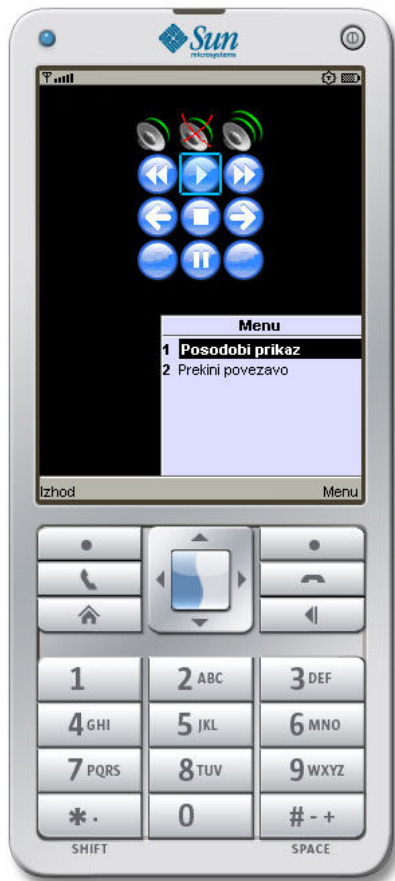 Sun
microsystems
Menu
1 Posodobi prikaz
2 Prekini povezavo
Izhod Menu
1 2 ABC 3 DEF
4 GHI 5 JKL 6 MNO
7 PQRS 8 TUV 9 WXYZ
* . 0 # - +
SHIFT SPACE